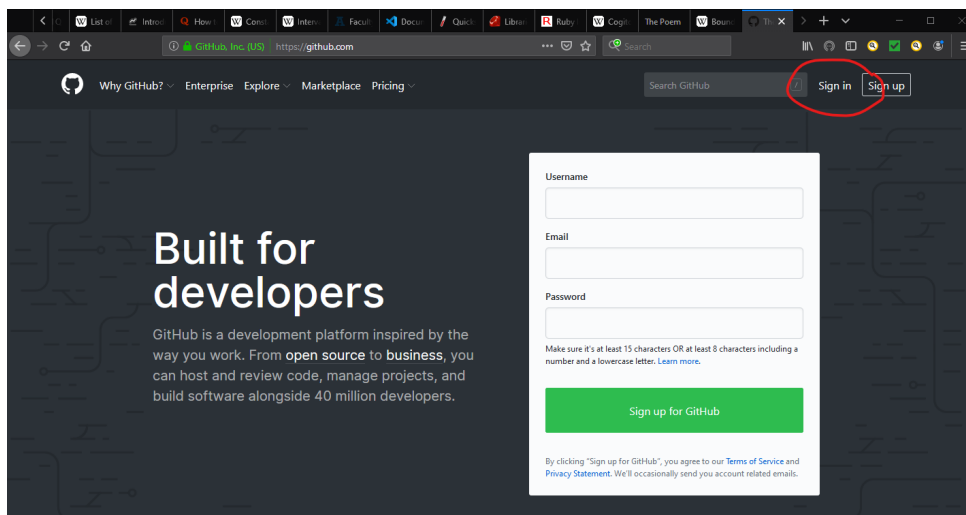 List of
Introd
How t
Const
Interv
Facult
Docum
Quick
Librar
Ruby
Cogit
The Poem
Bound
Th
GitHub, Inc. (US)
https://github.com
Search
Why GitHub?
Enterprise
Explore
Marketplace
Pricing
Search GitHub
/
Sign in
Sign up
Built for
developers
GitHub is a development platform inspired by the
way you work. From open source to business, you
can host and review code, manage projects, and
build software alongside 40 million developers.
Username
Email
Password
Make sure it's at least 15 characters OR at least 8 characters including a
number and a lowercase letter. Learn more.
Sign up for GitHub
By clicking "Sign up for GitHub", you agree to our Terms of Service and
Privacy Statement. We'll occasionally send you account related emails.